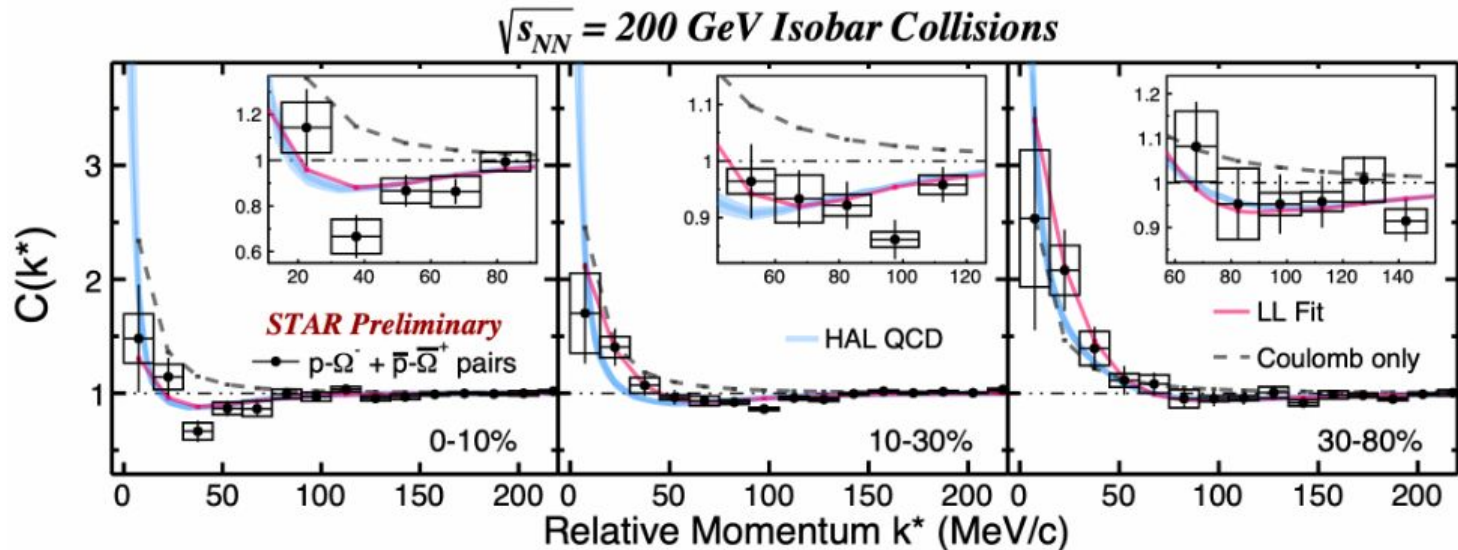 √s_NN = 200 GeV Isobar Collisions
C(k*)
3
2
1
1.2
1
0.8
0.6
20 40 60 80
STAR Preliminary
p-Ω⁻ + p̅-Ω̅⁺ pairs
0-10%
1.1
1
0.9
60 80 100 120
HAL QCD
10-30%
1.2
1.1
1
0.9
60 80 100 120 140
LL Fit
Coulomb only
30-80%
0 50 100 150 200 0 50 100 150 200 0 50 100 150 200
Relative Momentum k* (MeV/c)